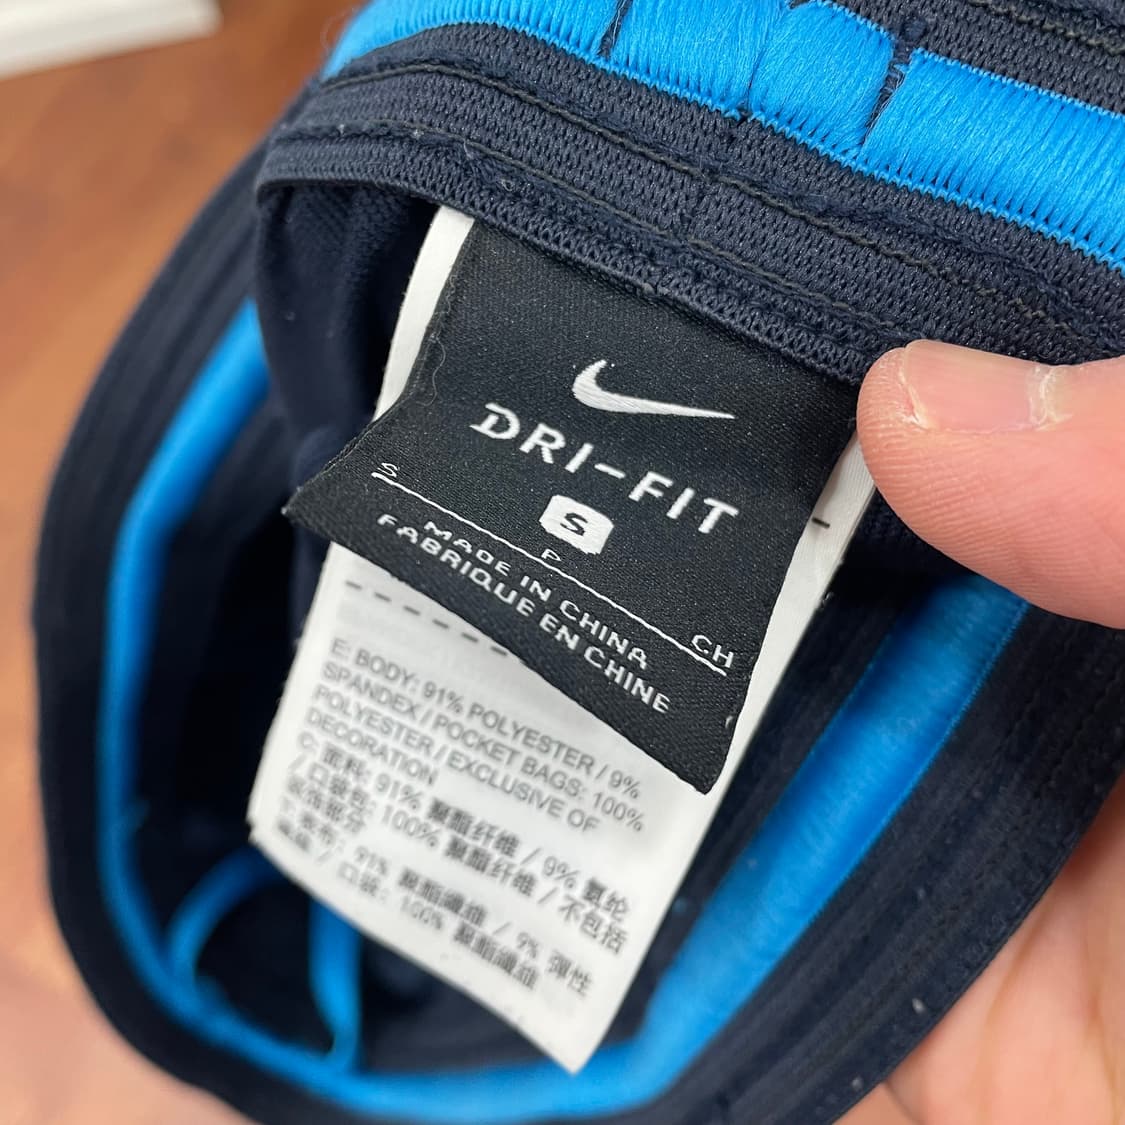 DRI-FIT
S
S P CH
MADE IN CHINA
FABRIQUE EN CHINE
E: BODY: 91% POLYESTER / 9%
SPANDEX / POCKET BAGS: 100%
POLYESTER / EXCLUSIVE OF
DECORATION
C: 面料: 91% 聚酯纤维 / 9% 氨纶
/ 口袋包: 100% 聚酯纤维 / 不包括
装饰部分
91% 聚酯纖維 / 9% 彈性
/ 口袋: 100% 聚酯纖維